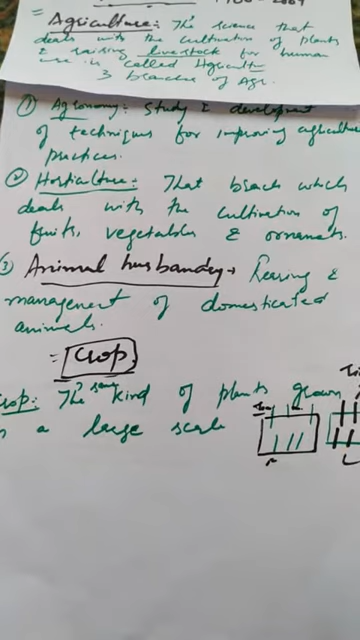 = Agriculture:- The science that
deals with the cultivation of plants
& raising livestock for human
use is called Agriculture
3 branches of Agr.
① Agronomy: Study & development
of techniques for improving agriculture
practices.
② Horticulture:- That branch which
deals with the cultivation of
fruits, vegetables & ornaments.
3) Animal husbandry → Rearing &
management of domesticated
animals.
= Crop
Crop: The same kind of plants grown
a large scale